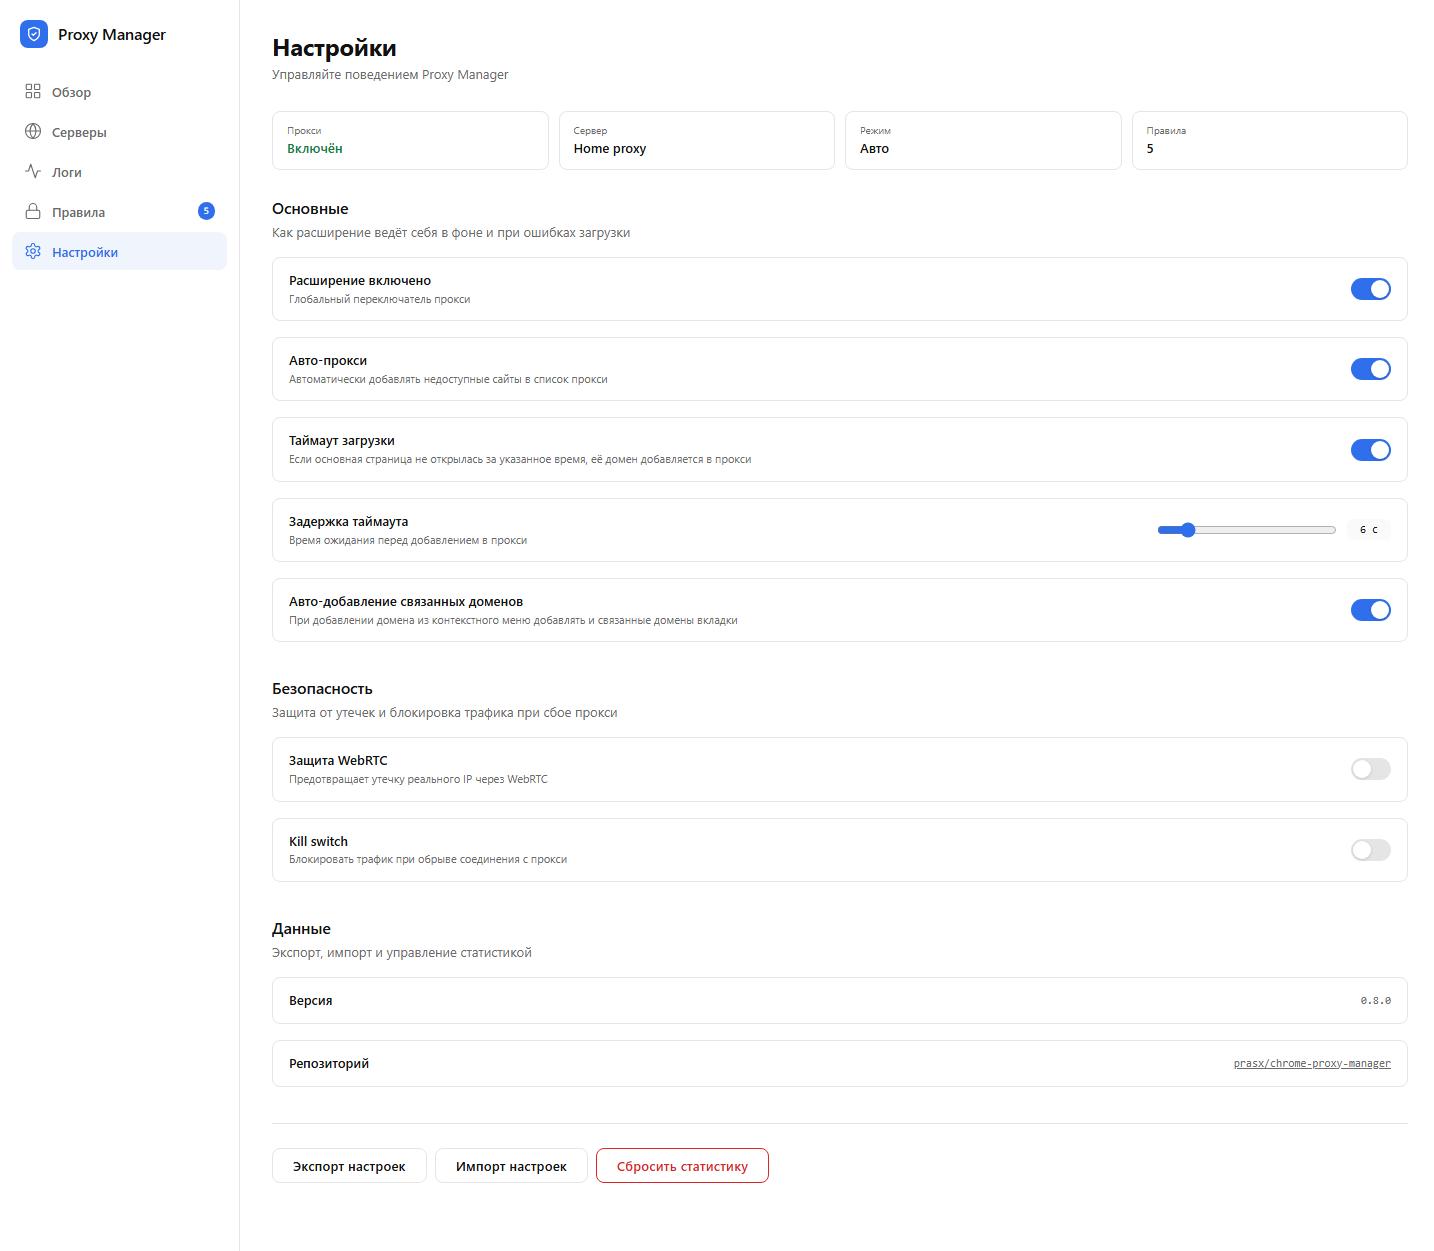 Proxy Manager
Обзор
Серверы
Логи
Правила 5
Настройки
Настройки
Управляйте поведением Proxy Manager
Прокси
Включён
Сервер
Home proxy
Режим
Авто
Правила
5
Основные
Как расширение ведёт себя в фоне и при ошибках загрузки
Расширение включено
Глобальный переключатель прокси
Авто-прокси
Автоматически добавлять недоступные сайты в список прокси
Таймаут загрузки
Если основная страница не открылась за указанное время, её домен добавляется в прокси
Задержка таймаута
Время ожидания перед добавлением в прокси
6 с
Авто-добавление связанных доменов
При добавлении домена из контекстного меню добавлять и связанные домены вкладки
Безопасность
Защита от утечек и блокировка трафика при сбое прокси
Защита WebRTC
Предотвращает утечку реального IP через WebRTC
Kill switch
Блокировать трафик при обрыве соединения с прокси
Данные
Экспорт, импорт и управление статистикой
Версия 0.8.0
Репозиторий prasx/chrome-proxy-manager
Экспорт настроек Импорт настроек Сбросить статистику